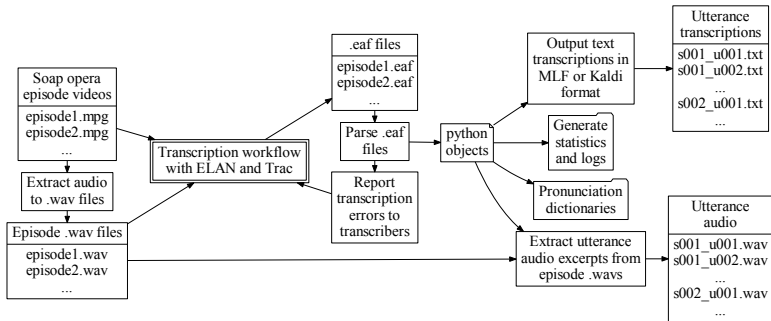 Soap opera
episode videos
episode1.mpg
episode2.mpg
...
Extract audio
to .wav files
Episode .wav files
episode1.wav
episode2.wav
...
Transcription workflow
with ELAN and Trac
.eaf files
episode1.eaf
episode2.eaf
...
Parse .eaf
files
Report
transcription
errors to
transcribers
python
objects
Output text
transcriptions in
MLF or Kaldi
format
Generate
statistics
and logs
Pronunciation
dictionaries
Extract utterance
audio excerpts from
episode .wavs
Utterance
transcriptions
s001_u001.txt
s001_u002.txt
...
s002_u001.txt
...
Utterance
audio
s001_u001.wav
s001_u002.wav
...
s002_u001.wav
...